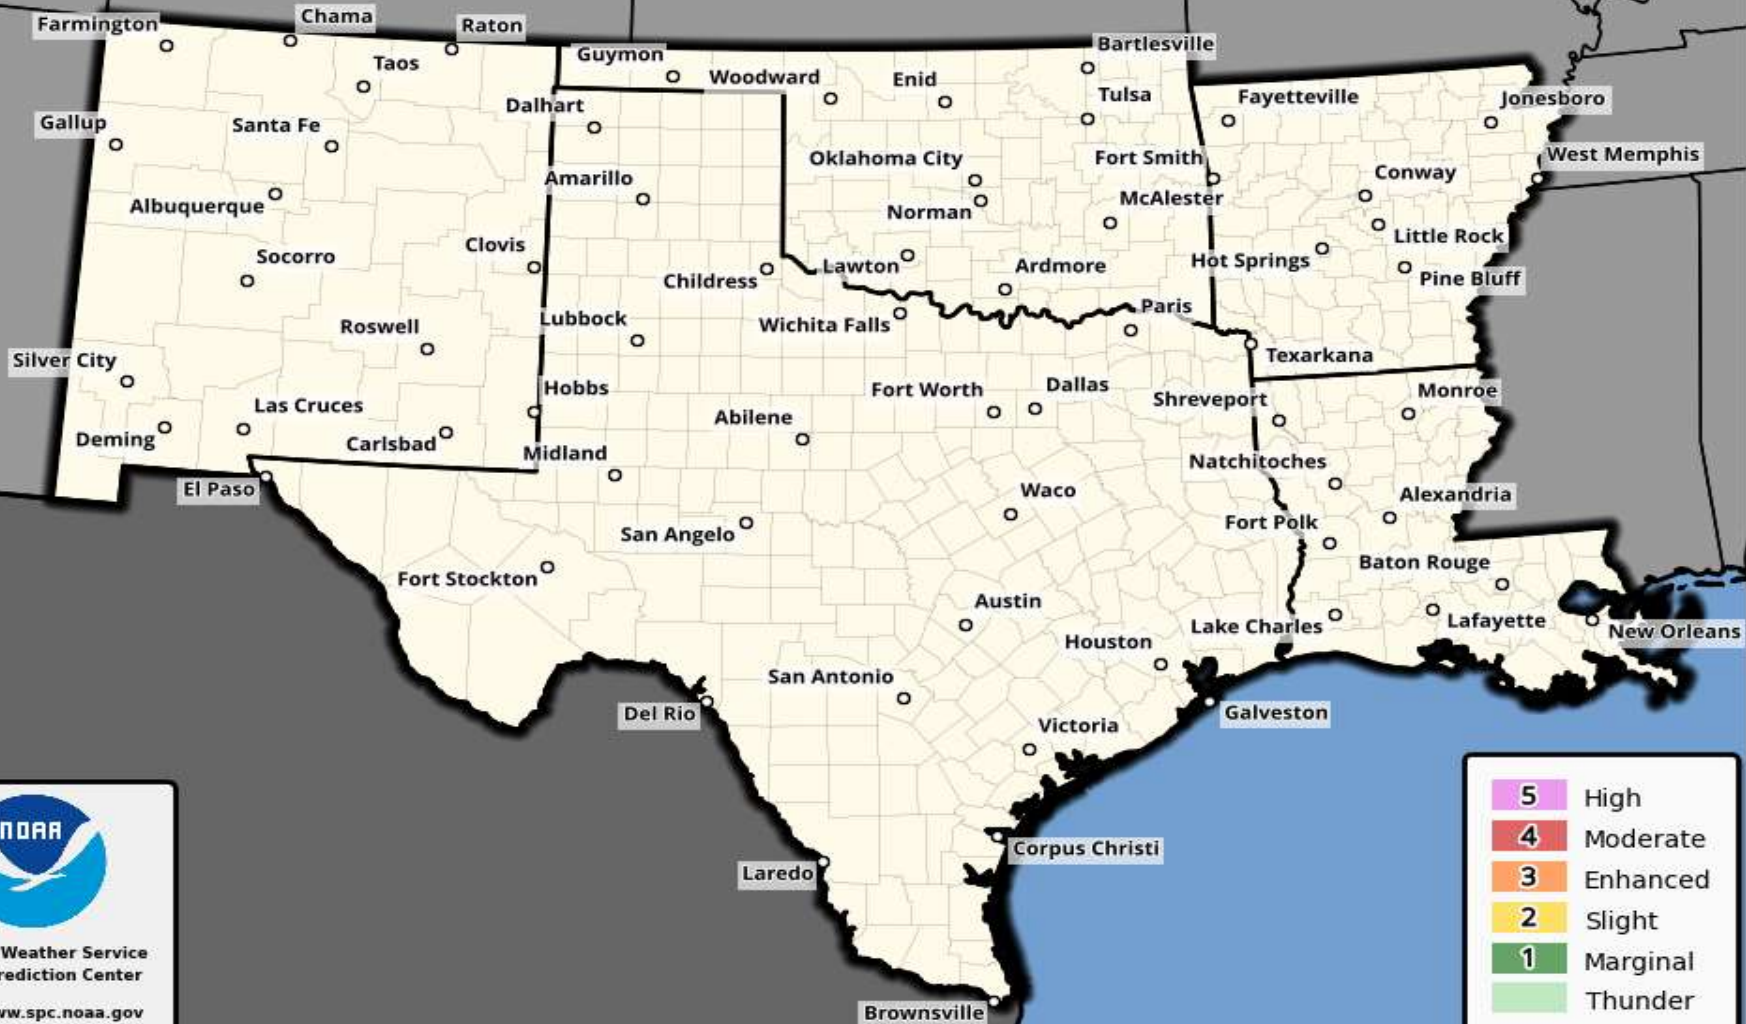 Farmington
Chama
Raton
Taos
Guymon
Woodward
Enid
Bartlesville
Dalhart
Tulsa
Fayetteville
Jonesboro
Gallup
Santa Fe
Oklahoma City
Fort Smith
West Memphis
Amarillo
Conway
Albuquerque
Norman
McAlester
Little Rock
Clovis
Socorro
Childress
Lawton
Ardmore
Hot Springs
Pine Bluff
Roswell
Lubbock
Wichita Falls
Paris
Texarkana
Silver City
Hobbs
Fort Worth
Dallas
Shreveport
Monroe
Las Cruces
Abilene
Deming
Carlsbad
Midland
Natchitoches
El Paso
Waco
Alexandria
San Angelo
Fort Polk
Fort Stockton
Baton Rouge
Austin
Lake Charles
Lafayette
New Orleans
Houston
San Antonio
Del Rio
Victoria
Galveston
Corpus Christi
Laredo
Brownsville
NOAA
Weather Service
rediction Center
ww.spc.noaa.gov
5 High
4 Moderate
3 Enhanced
2 Slight
1 Marginal
Thunder